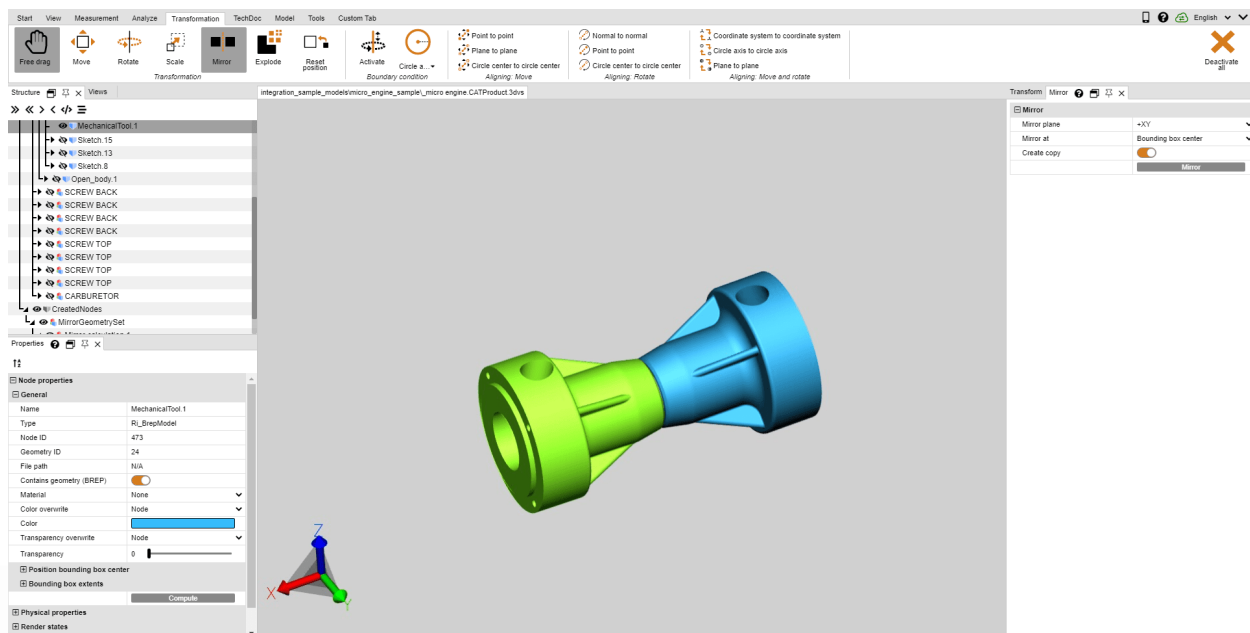 Start View Measurement Analyze Transformation TechDoc Model Tools Custom Tab English
Free drag Move Rotate Scale Mirror Explode Reset position
Transformation
Activate Circle a...
Boundary condition
Point to point
Plane to plane
Circle center to circle center
Aligning: Move
Normal to normal
Point to point
Circle center to circle center
Aligning: Rotate
Coordinate system to coordinate system
Circle axis to circle axis
Plane to plane
Aligning: Move and rotate
Deactivate all
Structure Views
MechanicalTool.1
Sketch.15
Sketch.13
Sketch.8
Open_body.1
SCREW BACK
SCREW BACK
SCREW BACK
SCREW BACK
SCREW TOP
SCREW TOP
SCREW TOP
SCREW TOP
CARBURETOR
CreatedNodes
MirrorGeometrySet
Properties
Node properties
General
Name MechanicalTool.1
Type Ri_BrepModel
Node ID 473
Geometry ID 24
File path N/A
Contains geometry (BREP)
Material None
Color overwrite Node
Color
Transparency overwrite Node
Transparency 0
Position bounding box center
Bounding box extents
Compute
Physical properties
Render states
integration_sample_models\micro_engine_sample\_micro engine.CATProduct.3dvs
Z
X
Y
Transform Mirror
Mirror
Mirror plane +XY
Mirror at Bounding box center
Create copy
Mirror